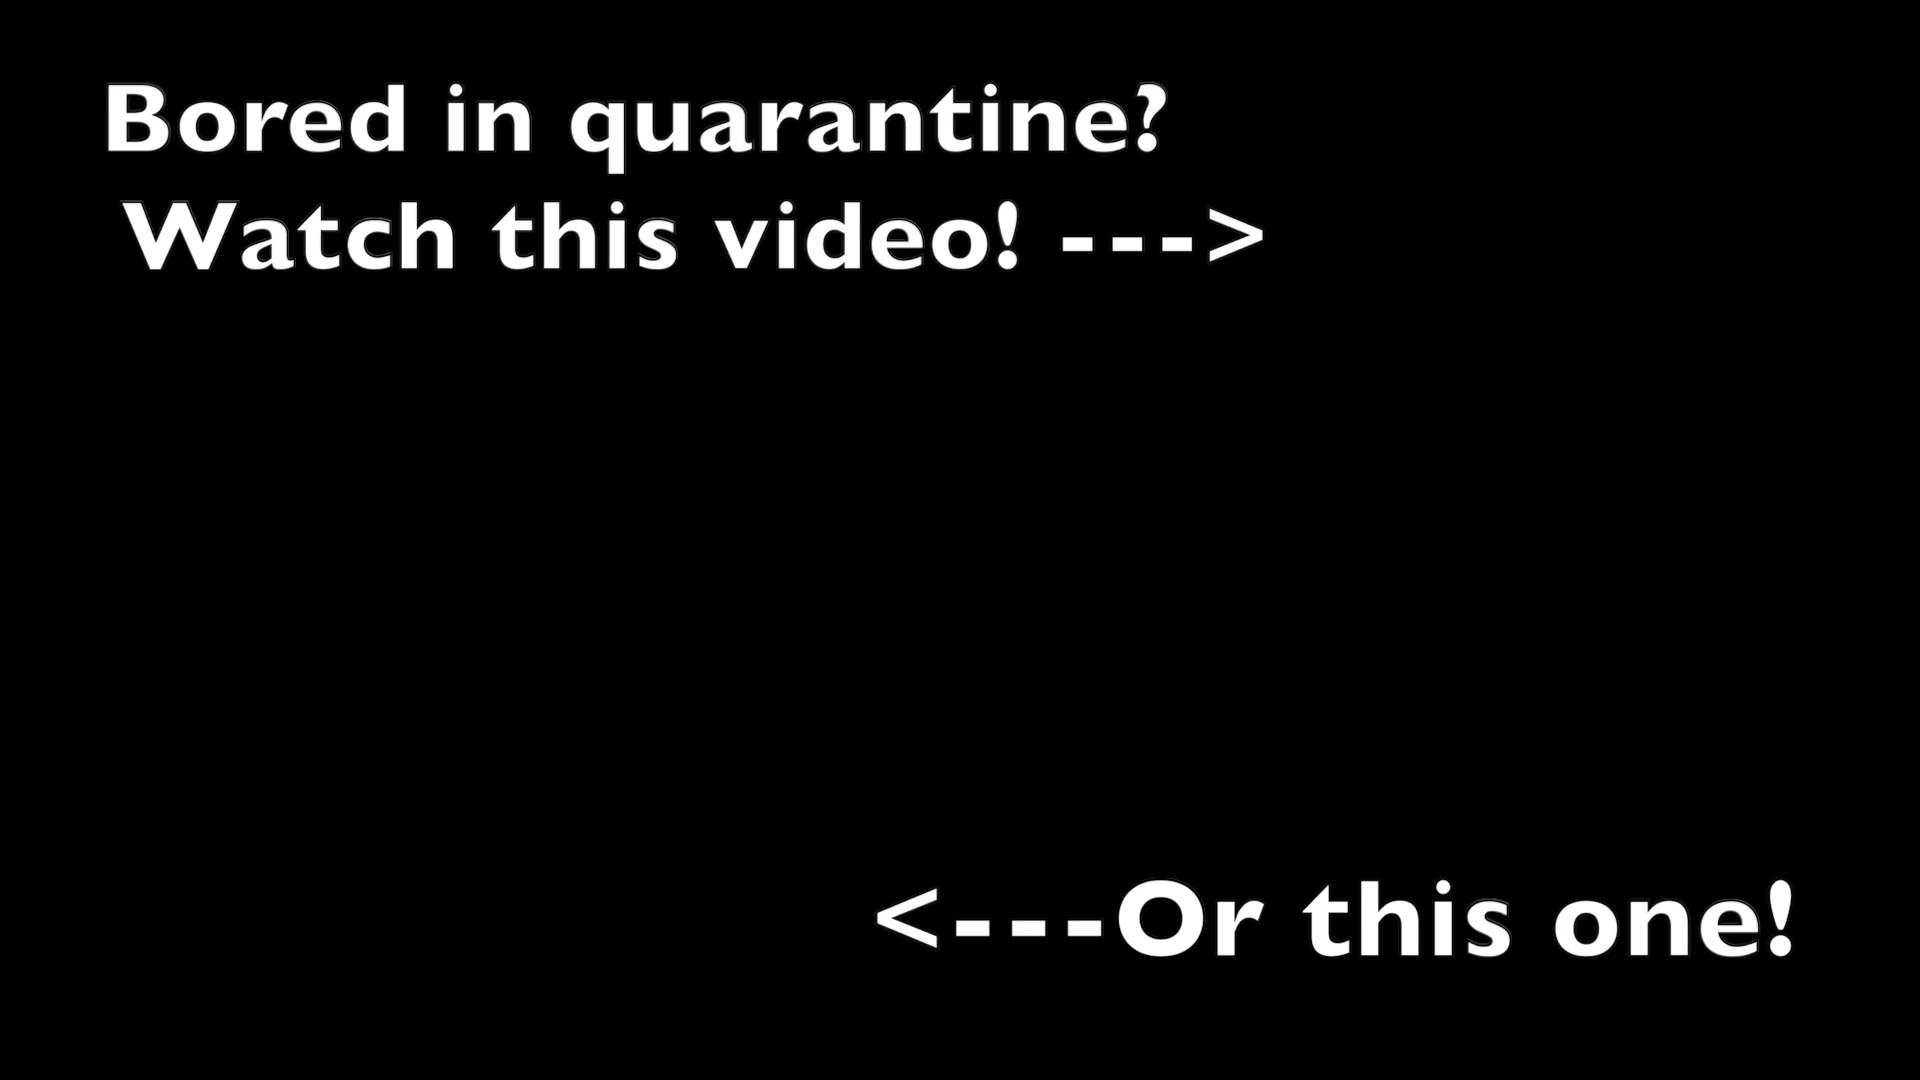 Bored in quarantine?
Watch this video! --->
<---Or this one!